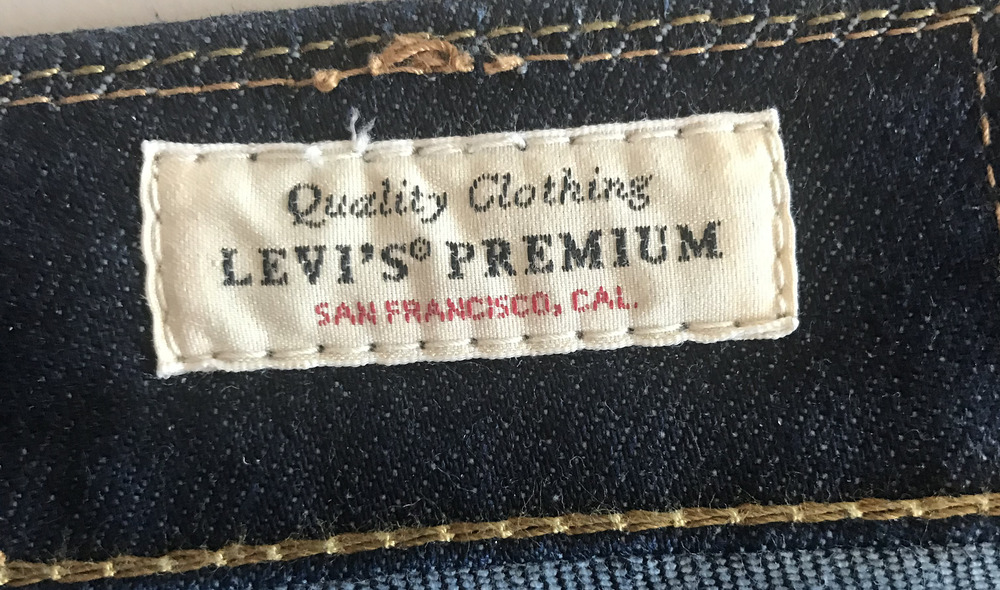 Quality Clothing
LEVI'S® PREMIUM
SAN FRANCISCO, CAL.